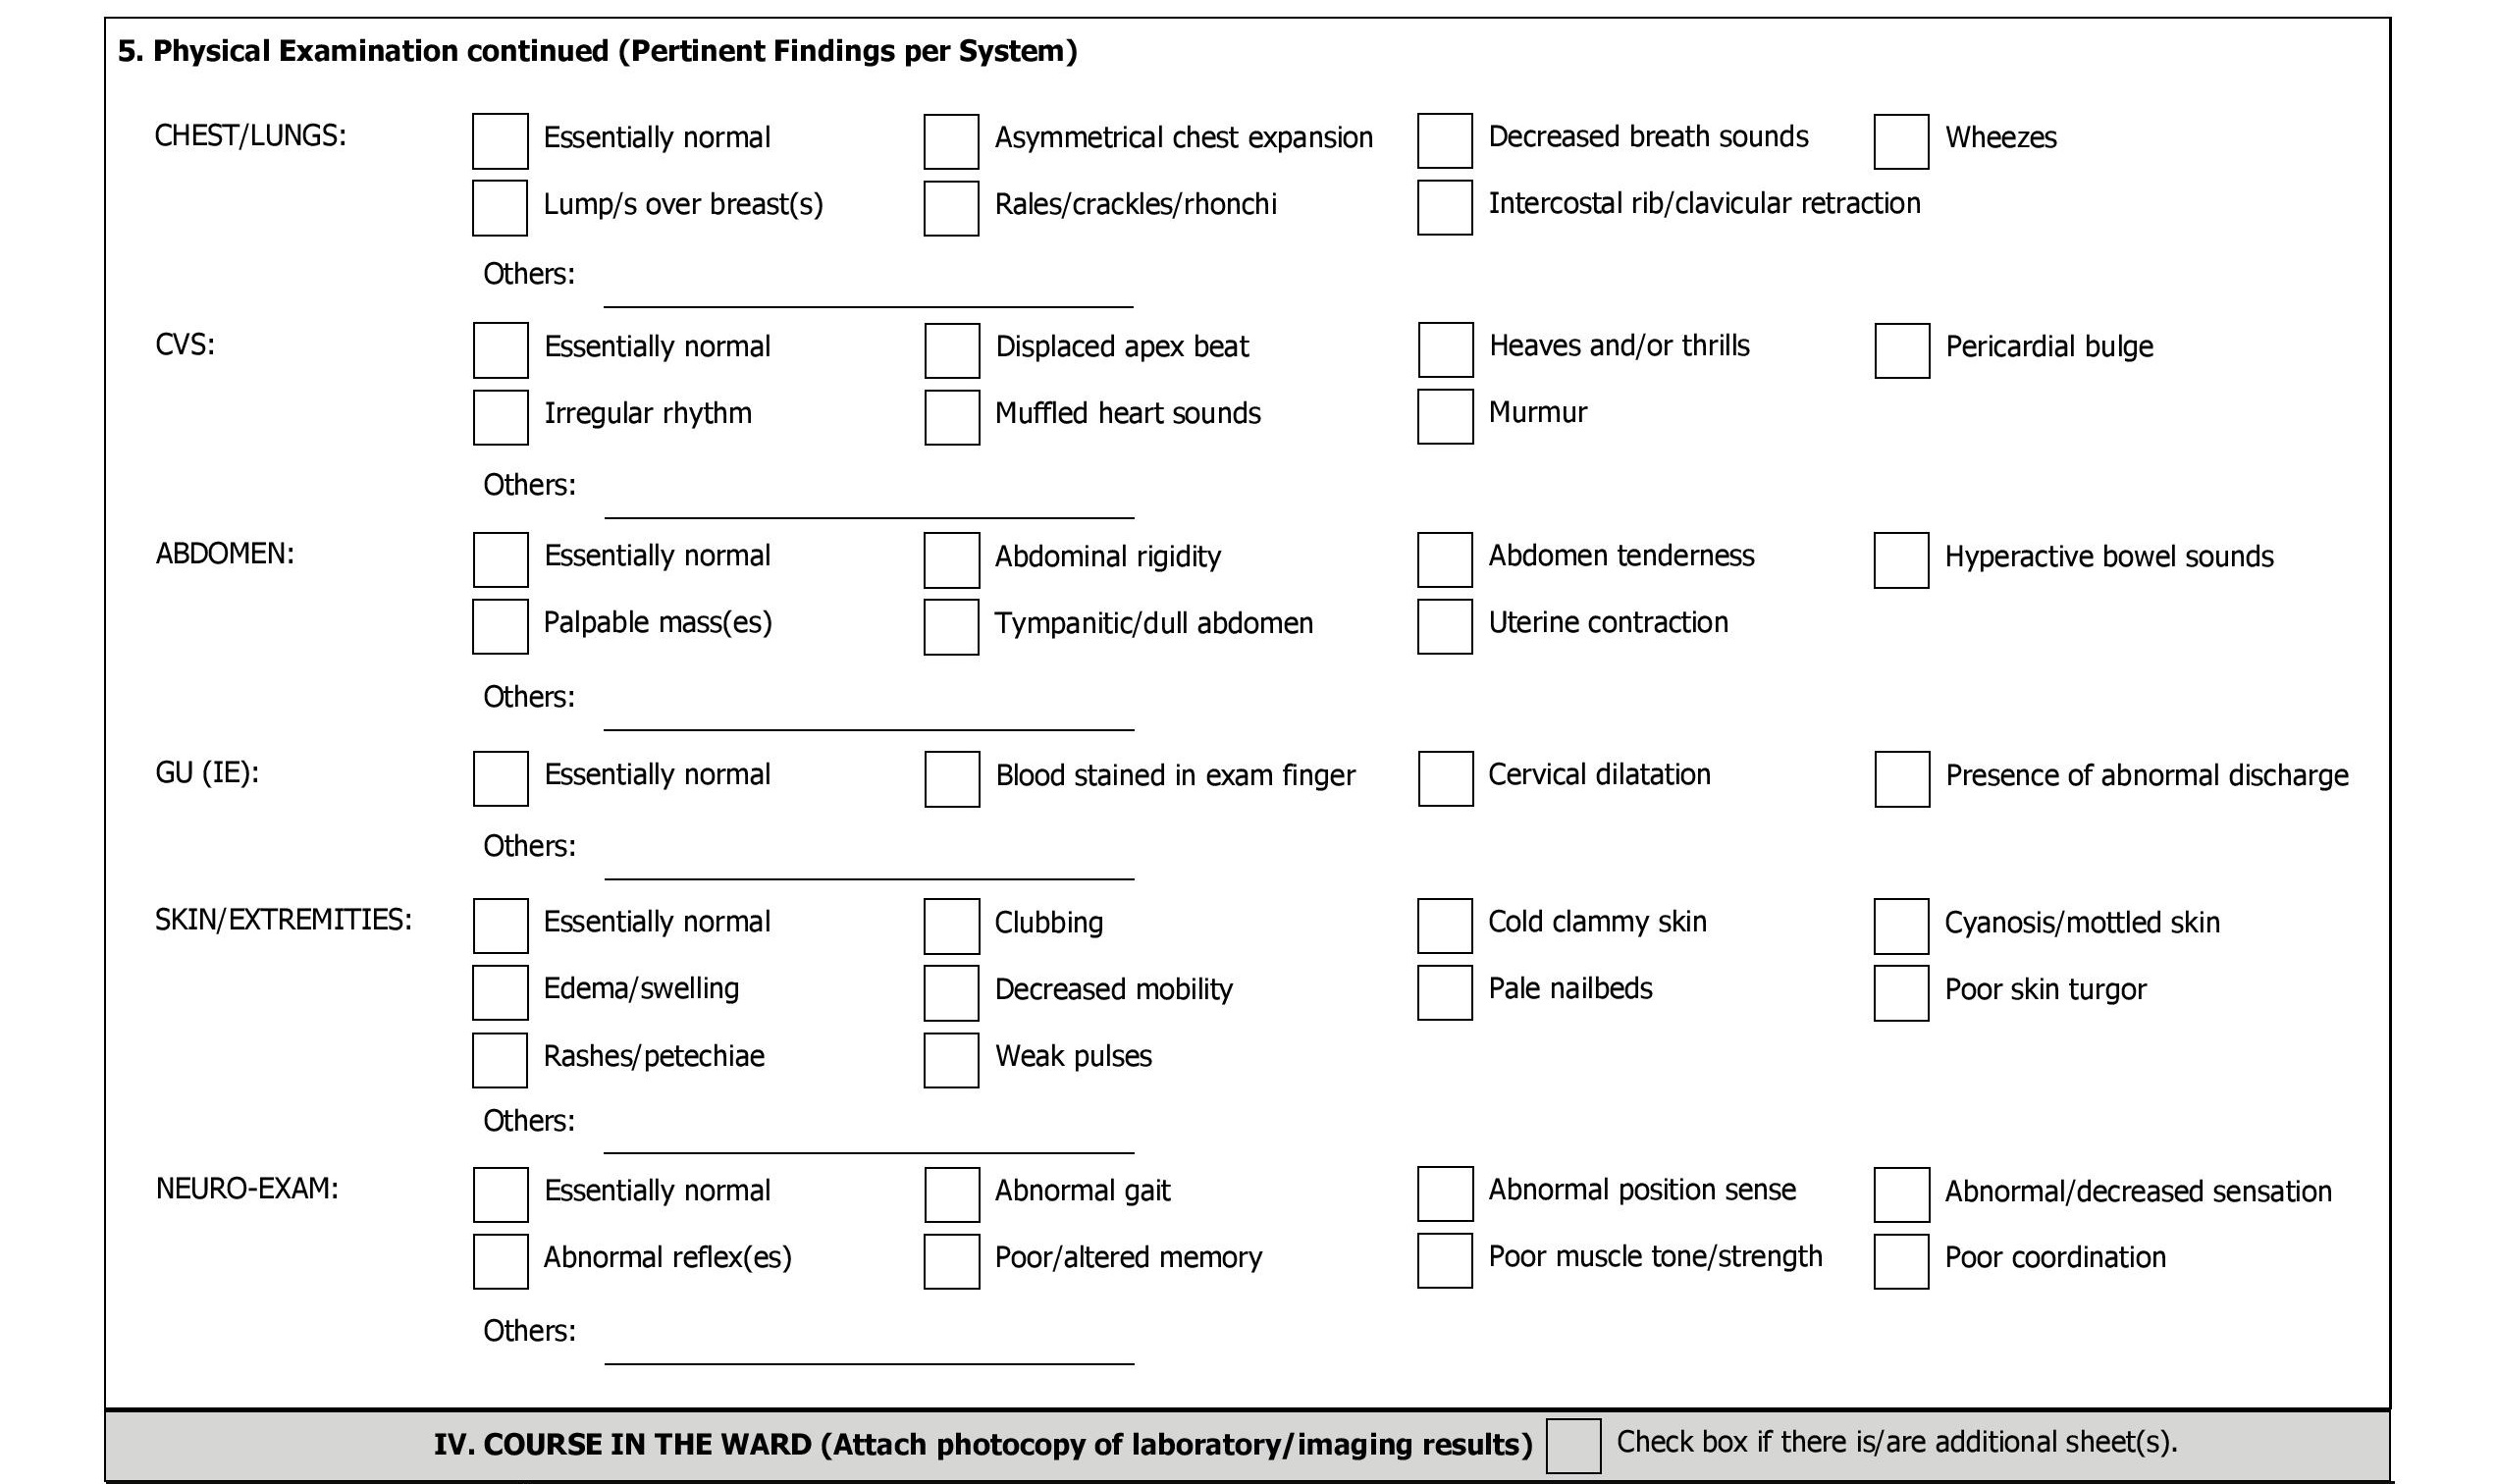 5. Physical Examination continued (Pertinent Findings per System)
CHEST/LUNGS: Essentially normal Asymmetrical chest expansion Decreased breath sounds Wheezes
Lump/s over breast(s) Rales/crackles/rhonchi Intercostal rib/clavicular retraction
Others:
CVS: Essentially normal Displaced apex beat Heaves and/or thrills Pericardial bulge
Irregular rhythm Muffled heart sounds Murmur
Others:
ABDOMEN: Essentially normal Abdominal rigidity Abdomen tenderness Hyperactive bowel sounds
Palpable mass(es) Tympanitic/dull abdomen Uterine contraction
Others:
GU (IE): Essentially normal Blood stained in exam finger Cervical dilatation Presence of abnormal discharge
Others:
SKIN/EXTREMITIES: Essentially normal Clubbing Cold clammy skin Cyanosis/mottled skin
Edema/swelling Decreased mobility Pale nailbeds Poor skin turgor
Rashes/petechiae Weak pulses
Others:
NEURO-EXAM: Essentially normal Abnormal gait Abnormal position sense Abnormal/decreased sensation
Abnormal reflex(es) Poor/altered memory Poor muscle tone/strength Poor coordination
Others:
IV. COURSE IN THE WARD (Attach photocopy of laboratory/imaging results) Check box if there is/are additional sheet(s).